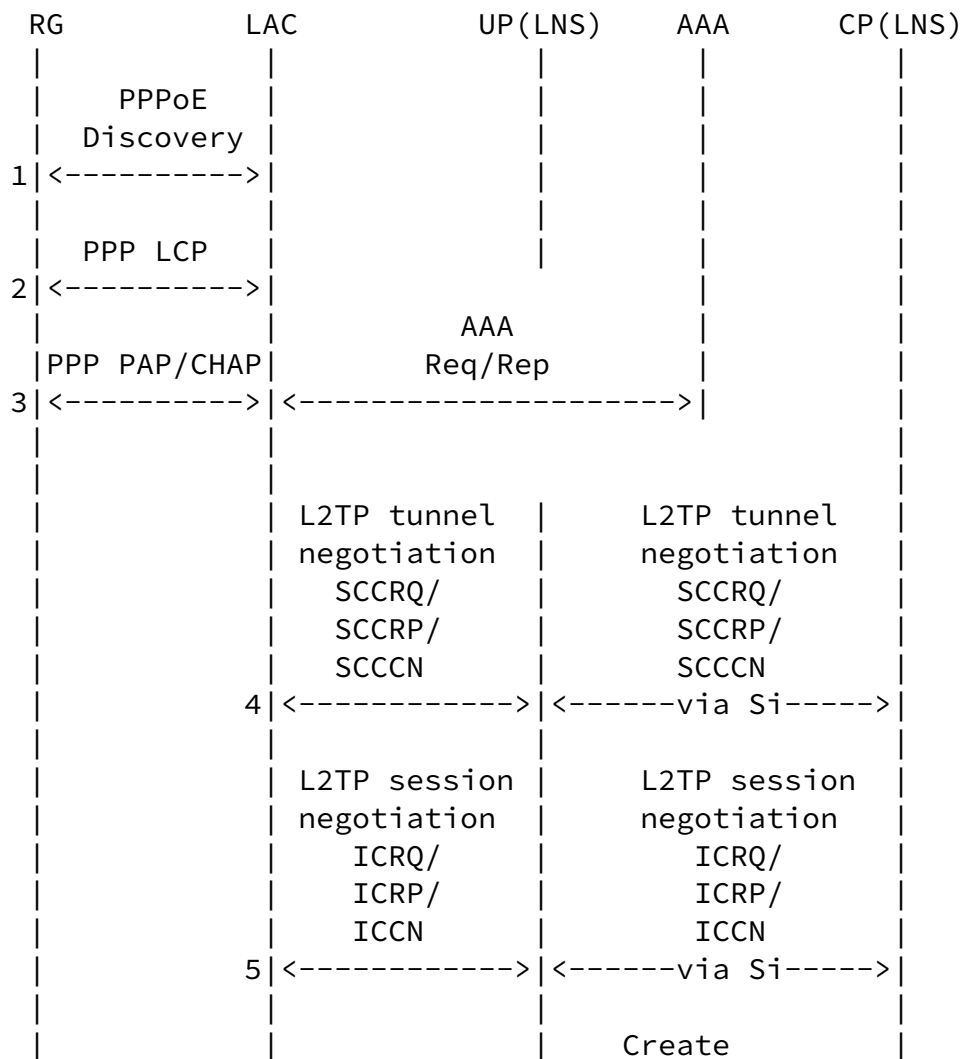 RG LAC UP(LNS) AAA CP(LNS)
| | | | |
| PPPoE | | | |
| Discovery | | | |
1|<---------->| | | |
| | | | |
| PPP LCP | | | |
2|<---------->| | |
| | AAA | |
|PPP PAP/CHAP| Req/Rep | |
3|<---------->|<--------------------->| |
| | |
| | L2TP tunnel | L2TP tunnel |
| | negotiation | negotiation |
| | SCCRQ/ | SCCRQ/ |
| | SCCRP/ | SCCRP/ |
| | SCCCN | SCCCN |
| 4|<------------>|<------via Si----->|
| | | |
| | L2TP session | L2TP session |
| | negotiation | negotiation |
| | ICRQ/ | ICRQ/ |
| | ICRP/ | ICRP/ |
| | ICCN | ICCN |
| 5|<------------>|<------via Si----->|
| | | |
| | | Create |